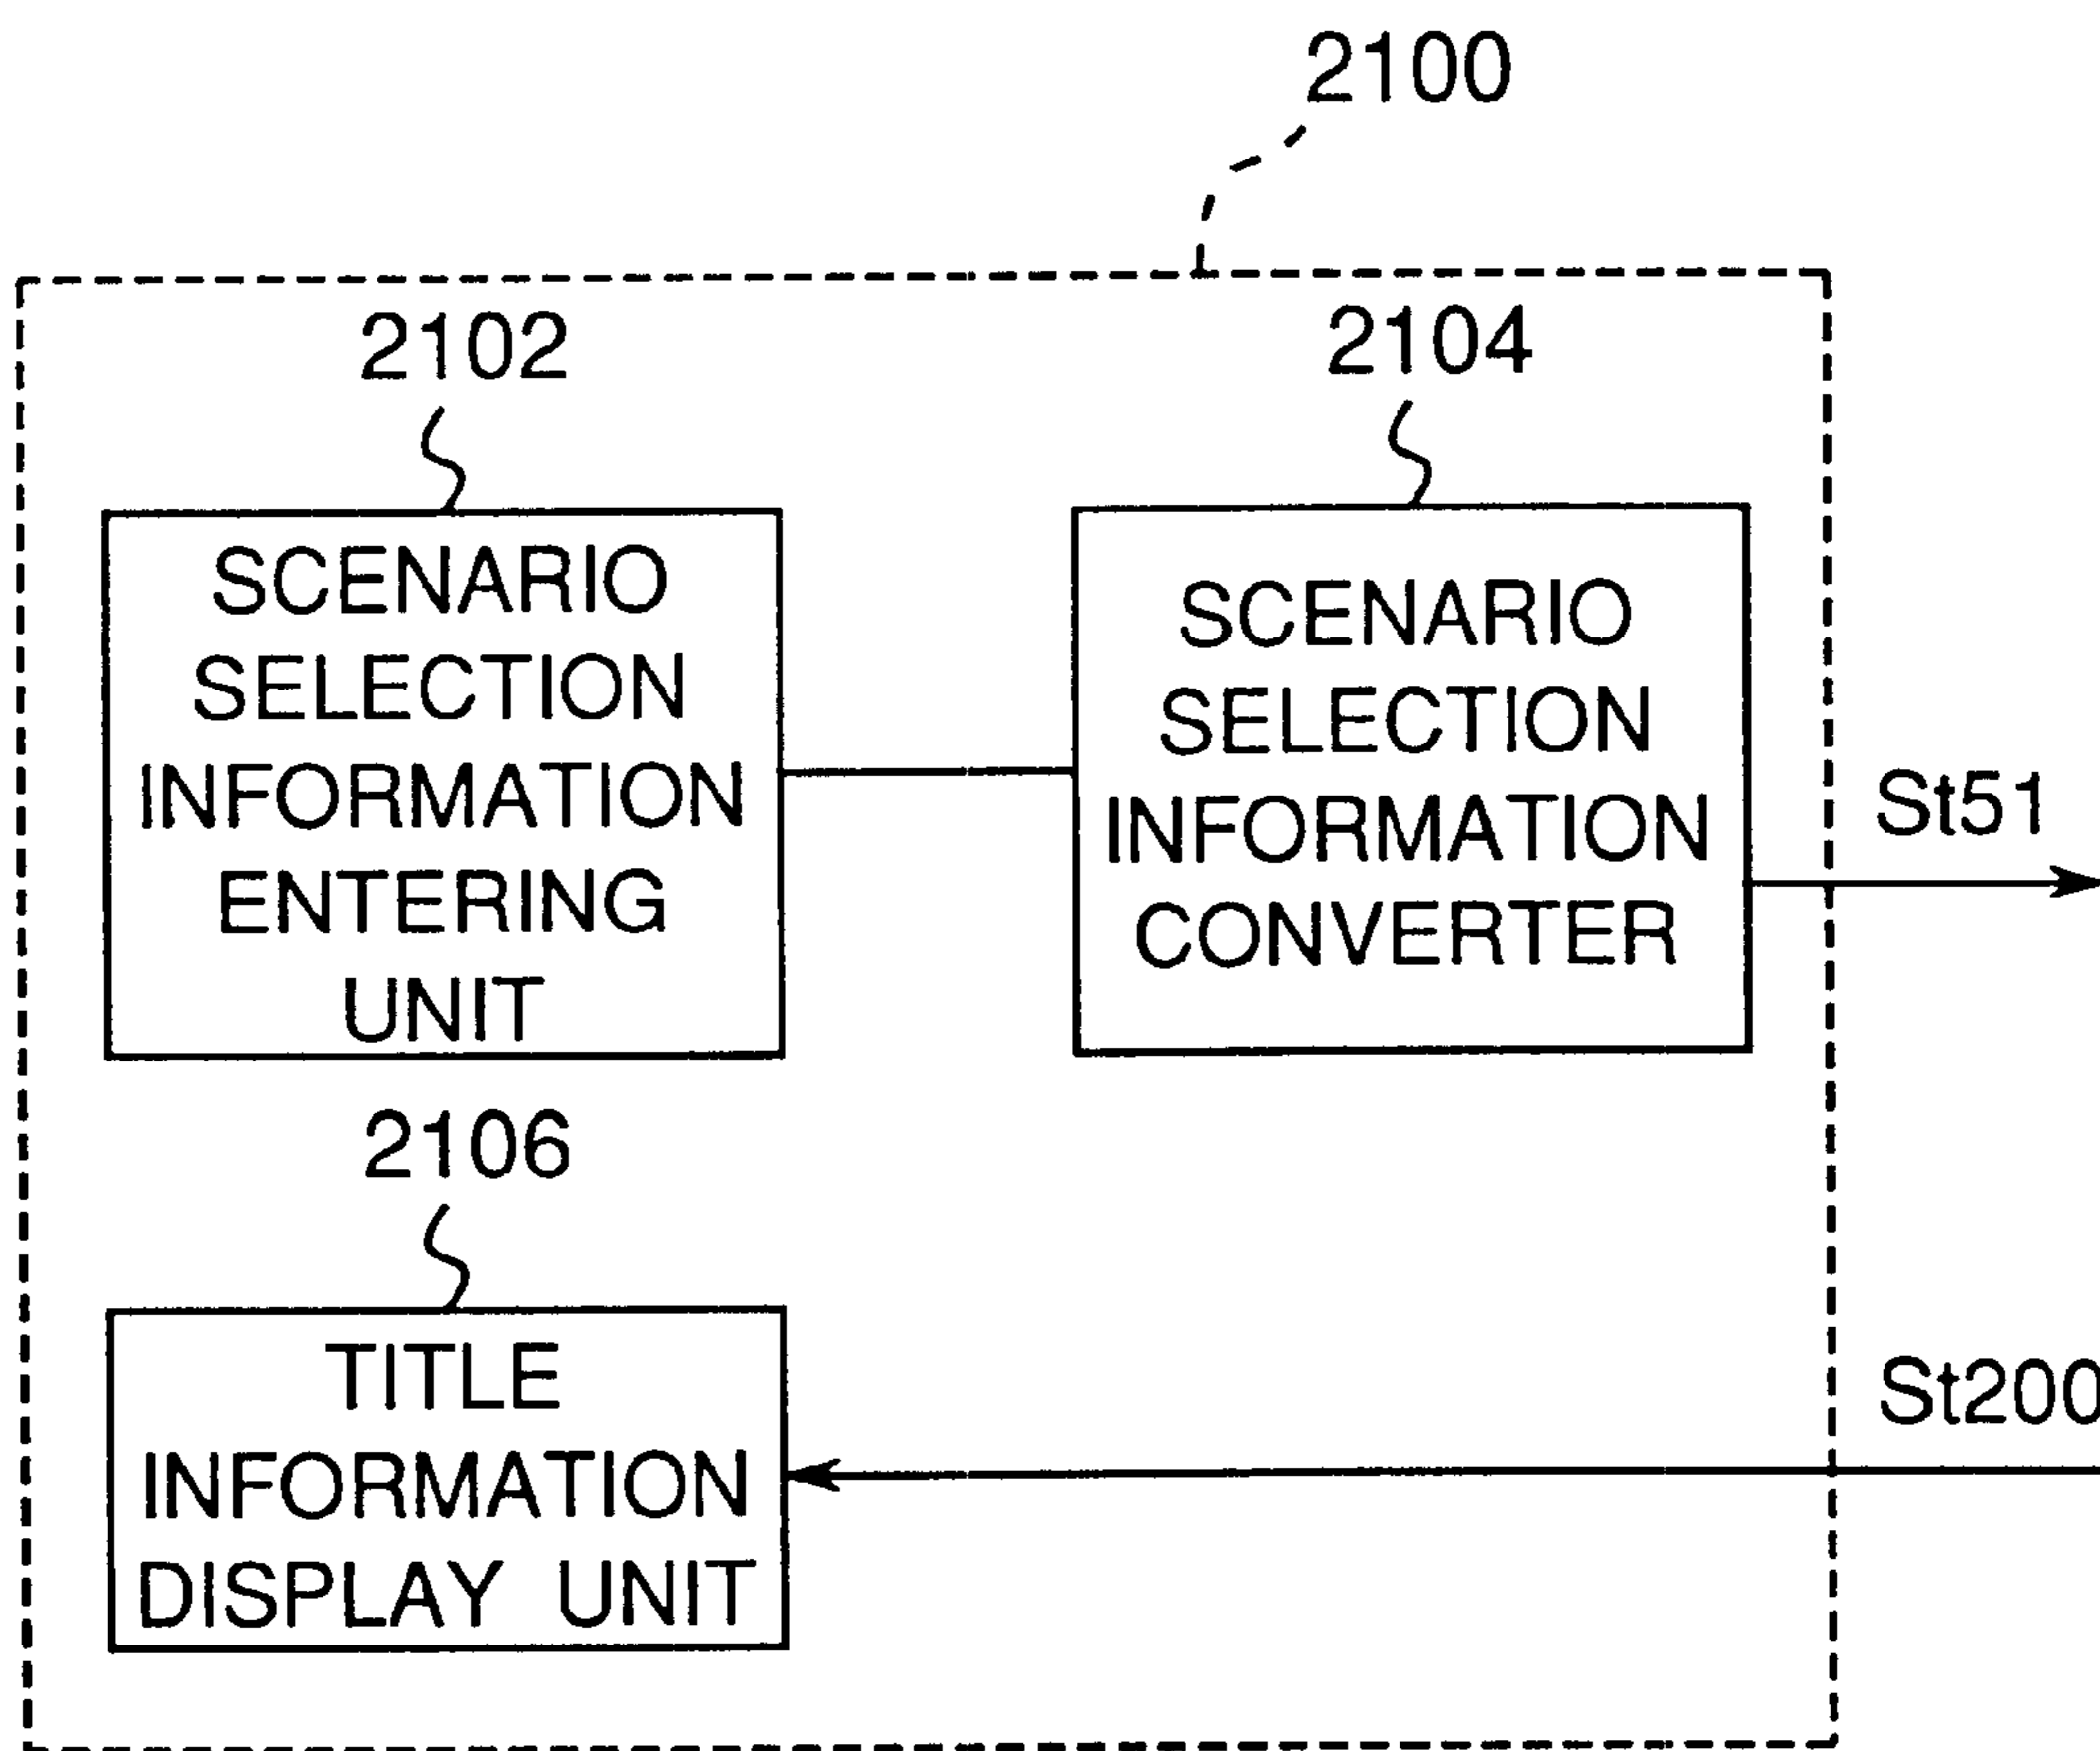 2100
2102
2104
SCENARIO
SELECTION
INFORMATION
ENTERING
UNIT
SCENARIO
SELECTION
INFORMATION
CONVERTER
St51
2106
TITLE
INFORMATION
DISPLAY UNIT
St200